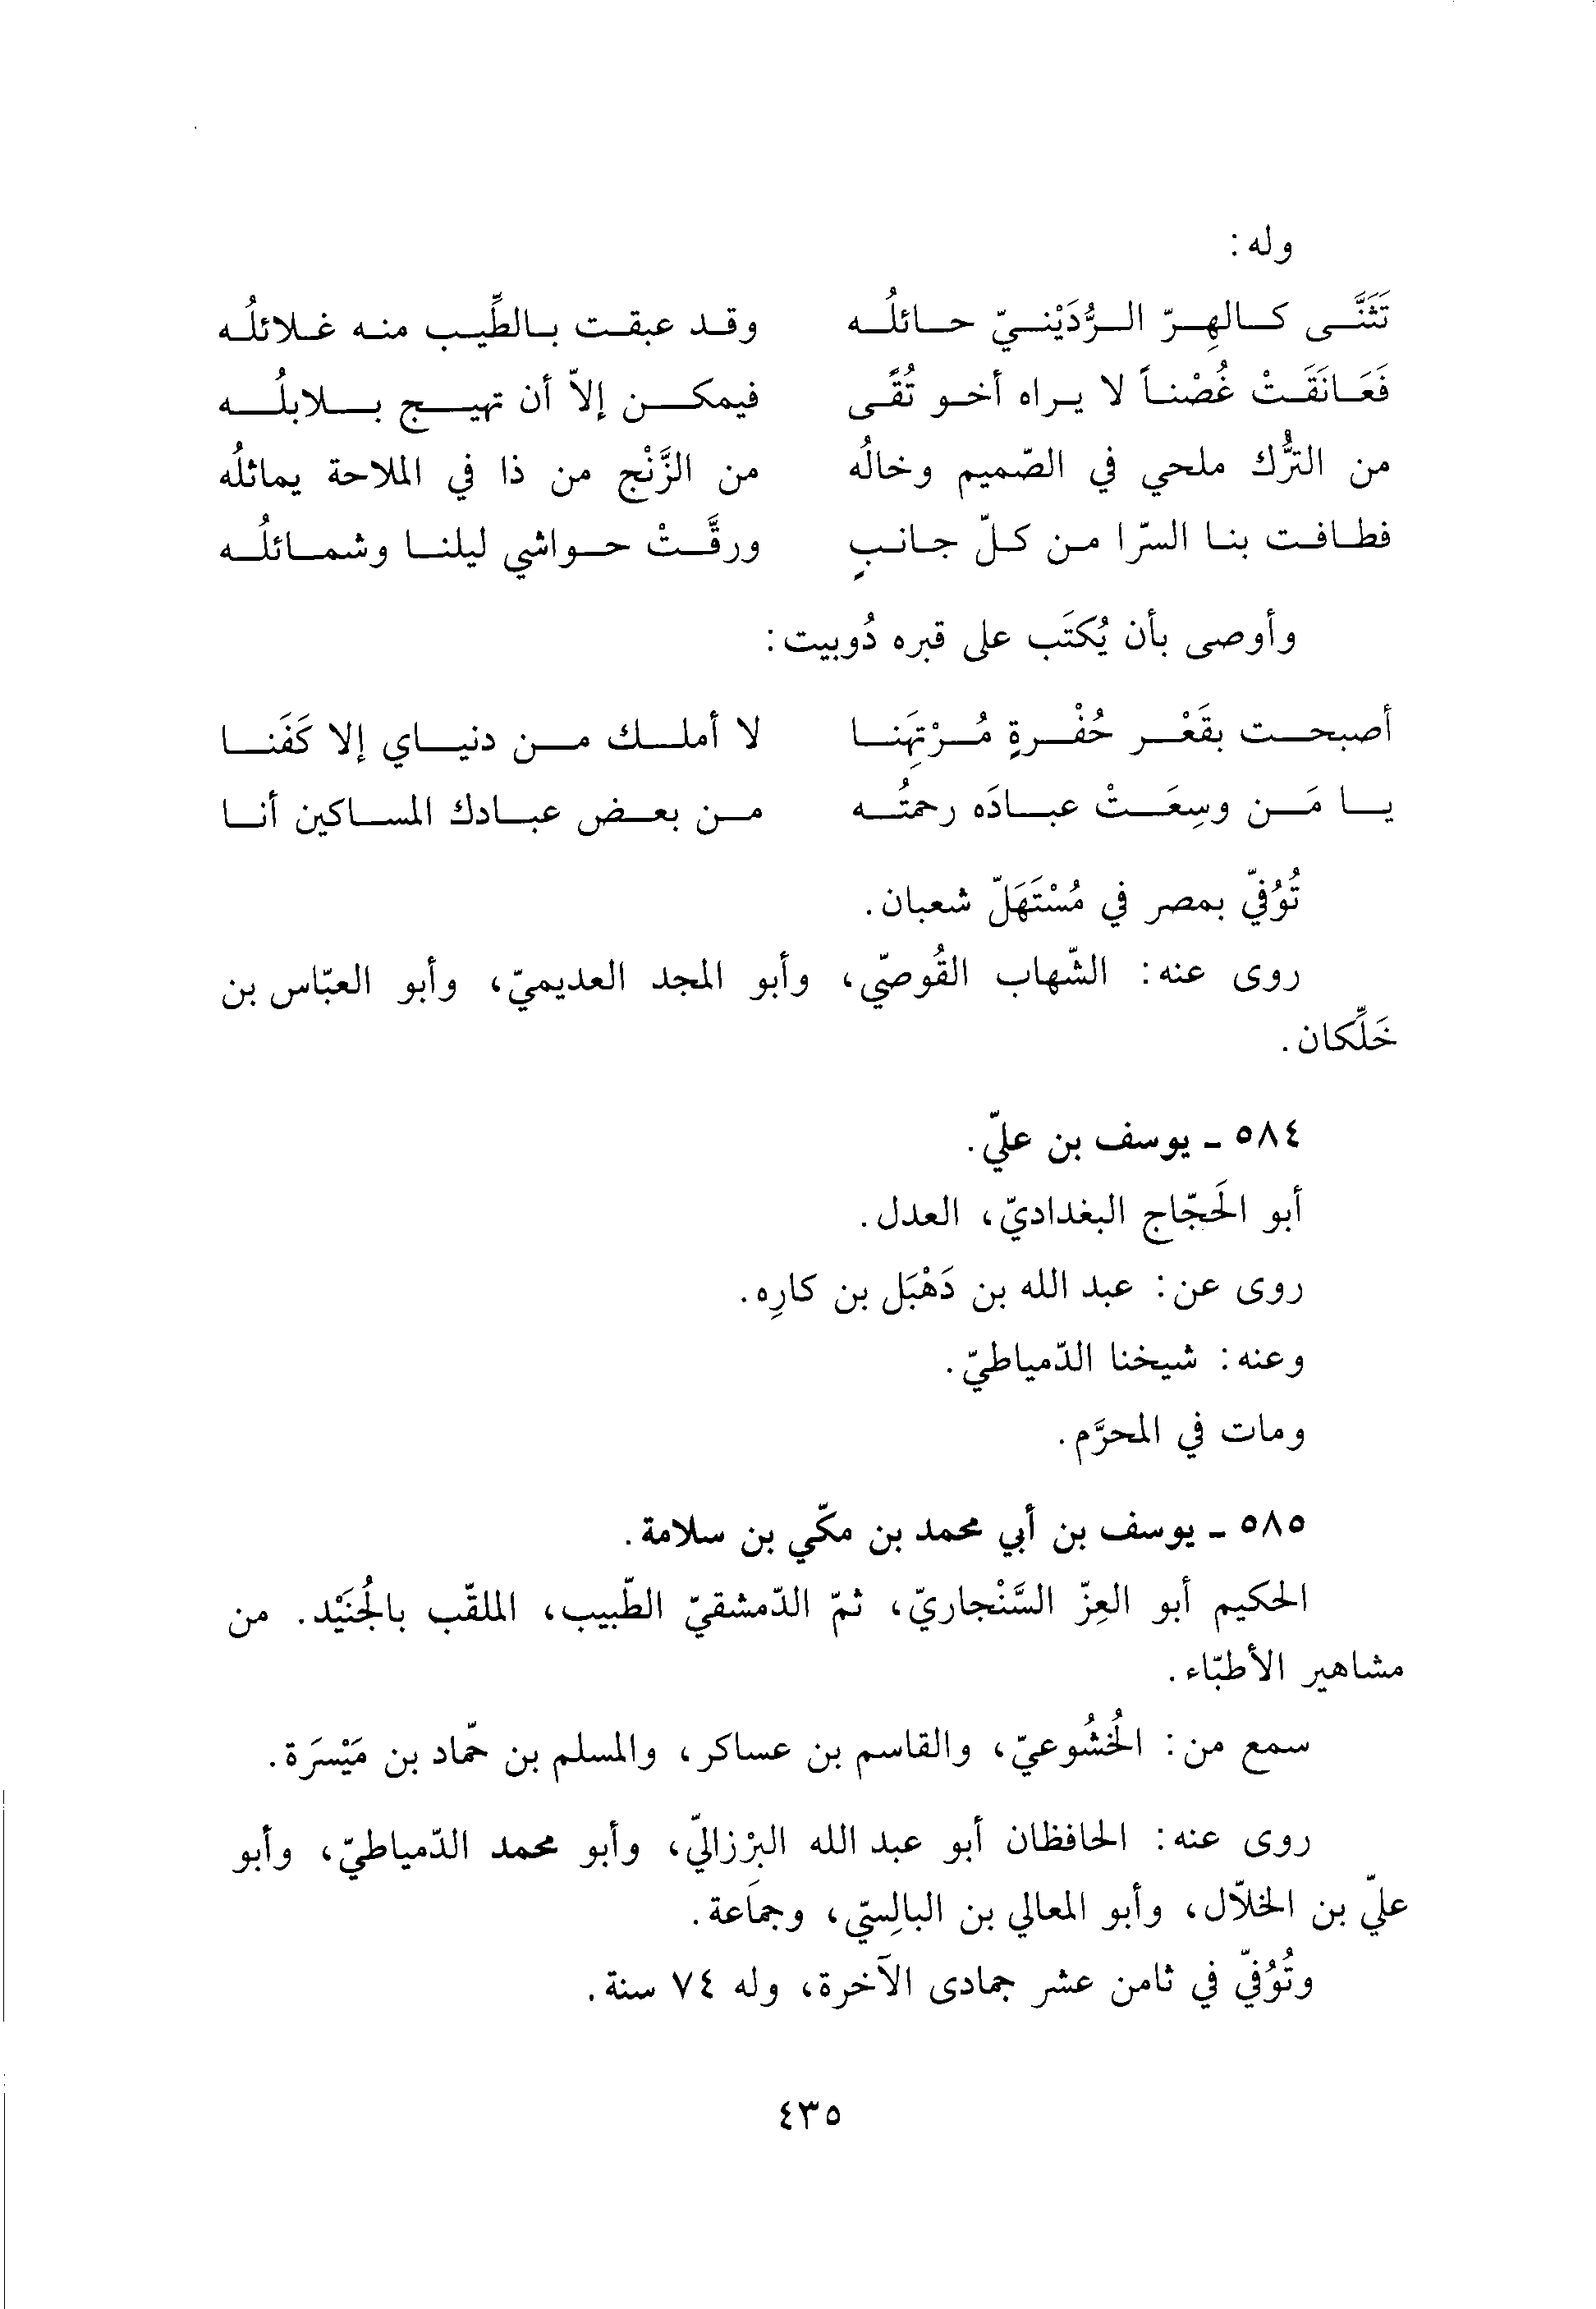 وله :
تَثَنَّى كالهِرّ الرُّدَيْنيّ حائلُه وقد عبقت بالطِّيب منه غلائلُه
فَعَانَقَتْ غُصْناً لا يراه أخو تُقًى فيمكن إلاّ أن تهيج بلابلُه
من التُّرك ملحي في الصّميم وخالُه من الزَّنْج من ذا في الملاحة يماثلُه
فطافت بنا السرّا من كلّ جانبٍ ورقَّتْ حواشي ليلنا وشمائلُه
وأوصى بأن يُكتَب على قبره دُوبيت :
أصبحت بقَعْر حُفْرةٍ مُرْتهَِنا لا أملك من دنياي إلا كَفَنا
يا مَن وسِعَتْ عبادَه رحمتُه من بعض عبادك المساكين أنا
تُوُفيّ بمصر في مُسْتَهَلّ شعبان .
روى عنه : الشّهاب القُوصّي، وأبو المجد العديميّ، وأبو العبّاس بن
خَلِّكان .
٥٨٤ - يوسف بن عليّ .
أبو الحَجّاج البغداديّ، العدل .
روى عن : عبد الله بن دَهْبَل بن كارِه .
وعنه : شيخنا الدّمياطيّ .
ومات في المحرَّم .
٥٨٥ - يوسف بن أبي محمد بن مكّي بن سلامة .
الحكيم أبو العِزّ السَّنْجاريّ، ثمّ الدّمشقيّ الطّبيب، الملقّب بالجُنَيْد . من
مشاهير الأطبّاء .
سمع من : الخُشُوعيّ، والقاسم بن عساكر، والمسلم بن حمّاد بن مَيْسرَة .
روى عنه : الحافظان أبو عبد الله البرْزاليّ، وأبو محمد الدّمياطيّ، وأبو
عليّ بن الخلاّل، وأبو المعالي بن البالِسيّ، وجماَعة .
وتُوُفيّ في ثامن عشر جمادى الآخرة، وله ٧٤ سنة .
٤٣٥